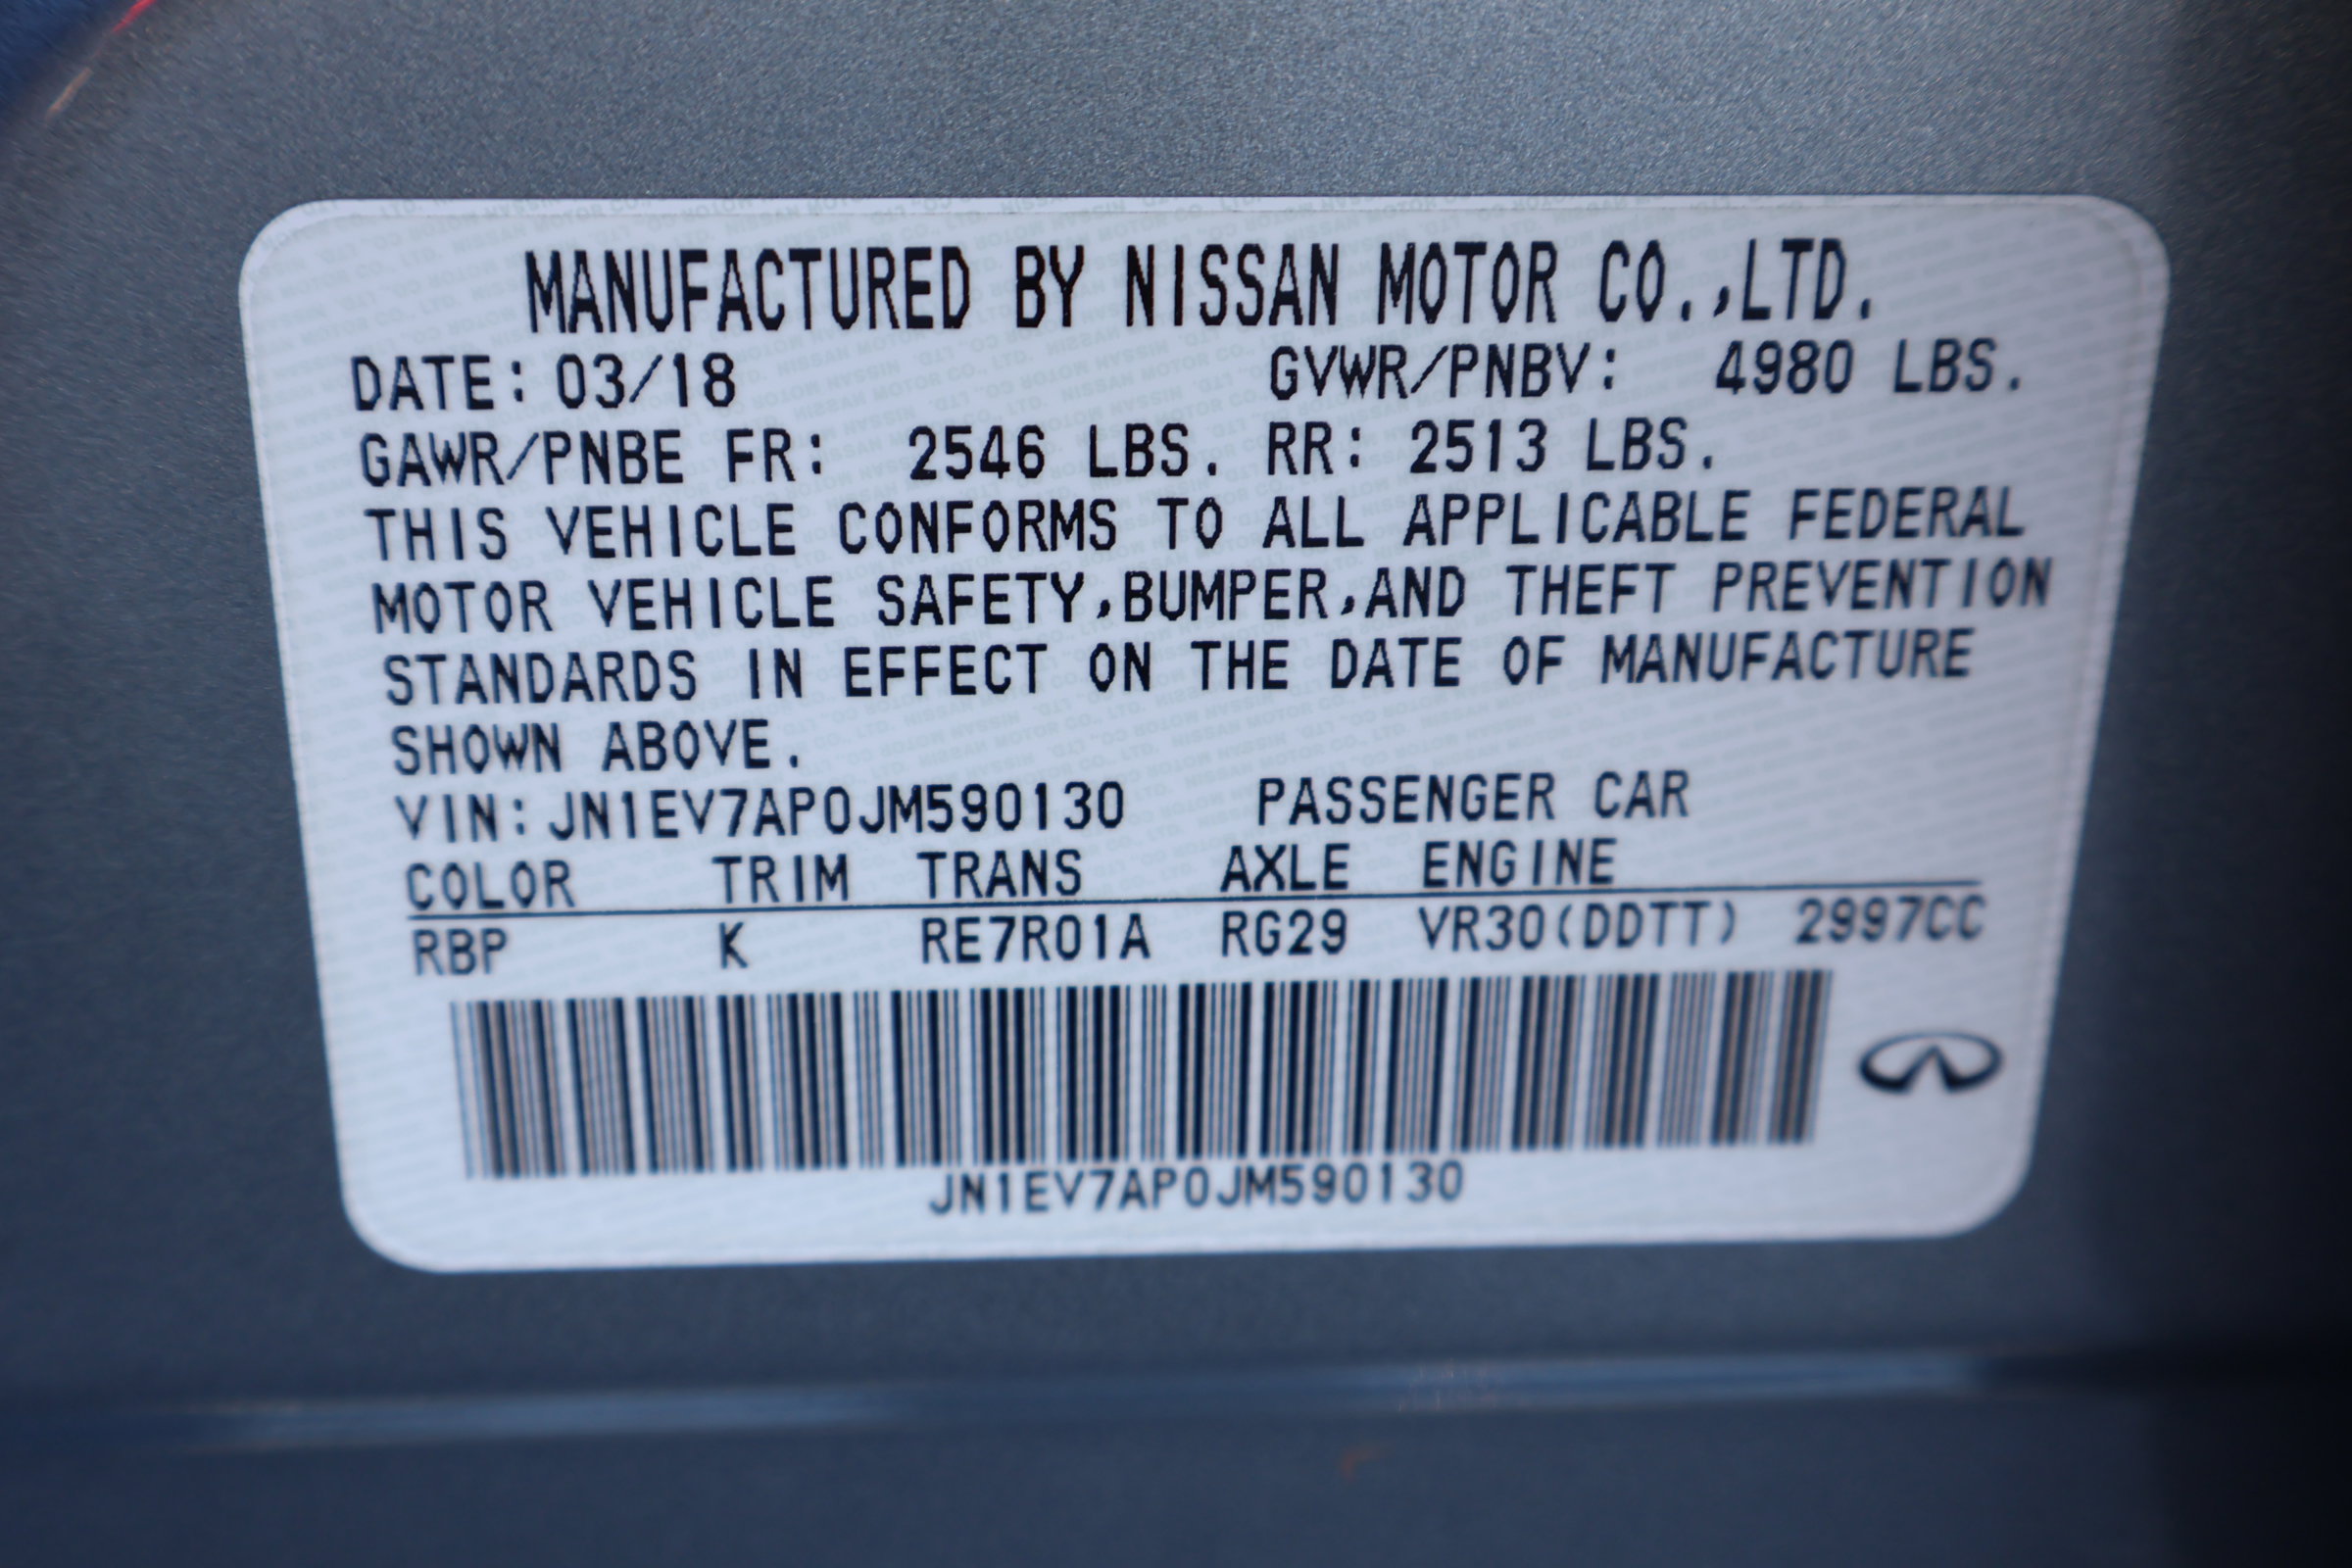 MANUFACTURED BY NISSAN MOTOR CO.,LTD.
DATE: 03/18 GVWR/PNBV: 4980 LBS.
GAWR/PNBE FR: 2546 LBS. RR: 2513 LBS.
THIS VEHICLE CONFORMS TO ALL APPLICABLE FEDERAL
MOTOR VEHICLE SAFETY,BUMPER,AND THEFT PREVENTION
STANDARDS IN EFFECT ON THE DATE OF MANUFACTURE
SHOWN ABOVE.
VIN:JN1EV7AP0JM590130 PASSENGER CAR
COLOR TRIM TRANS AXLE ENGINE
RBP K RE7R01A RG29 VR30(DDTT) 2997CC
JN1EV7AP0JM590130